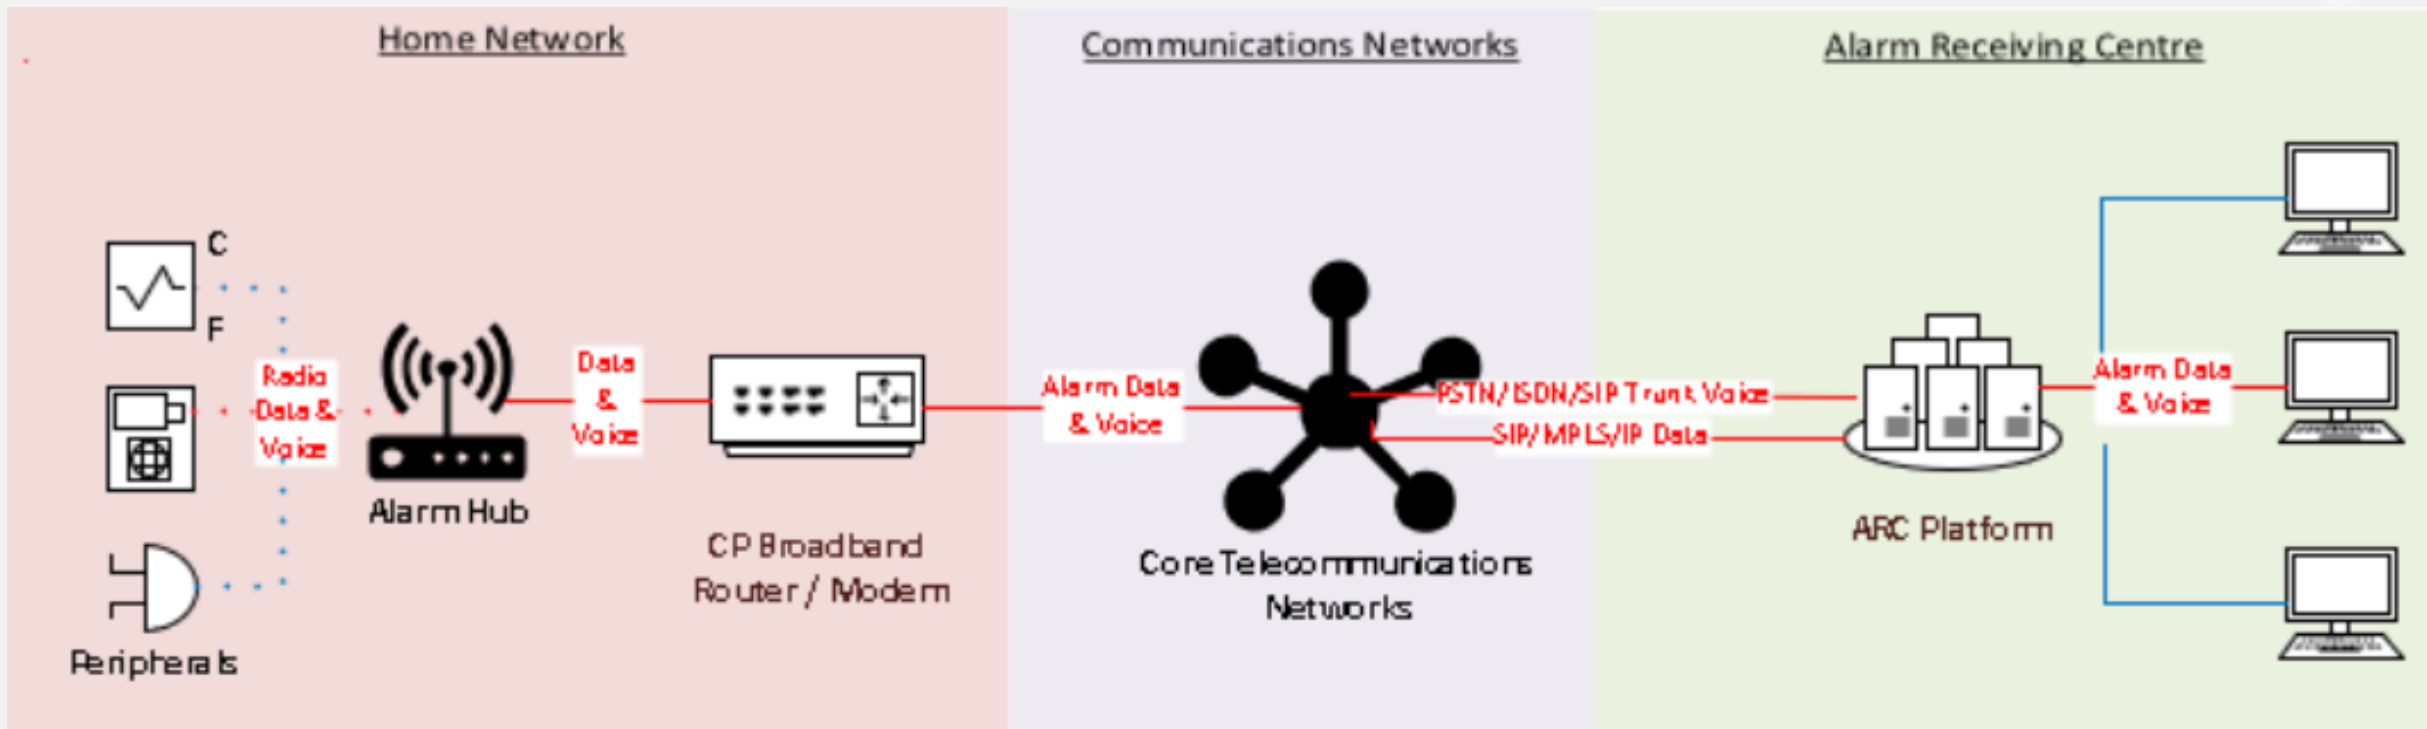 Home Network
Communications Networks
Alarm Receiving Centre
C
F
Radio
Data &
Voice
Peripherals
Alarm Hub
Data
&
Voice
CP Broadband
Router / Modem
Alarm Data
& Voice
Core Telecommunications
Networks
PSTN/ISDN/SIP Trunk Voice
SIP/MPLS/IP Data
ARC Platform
Alarm Data
& Voice